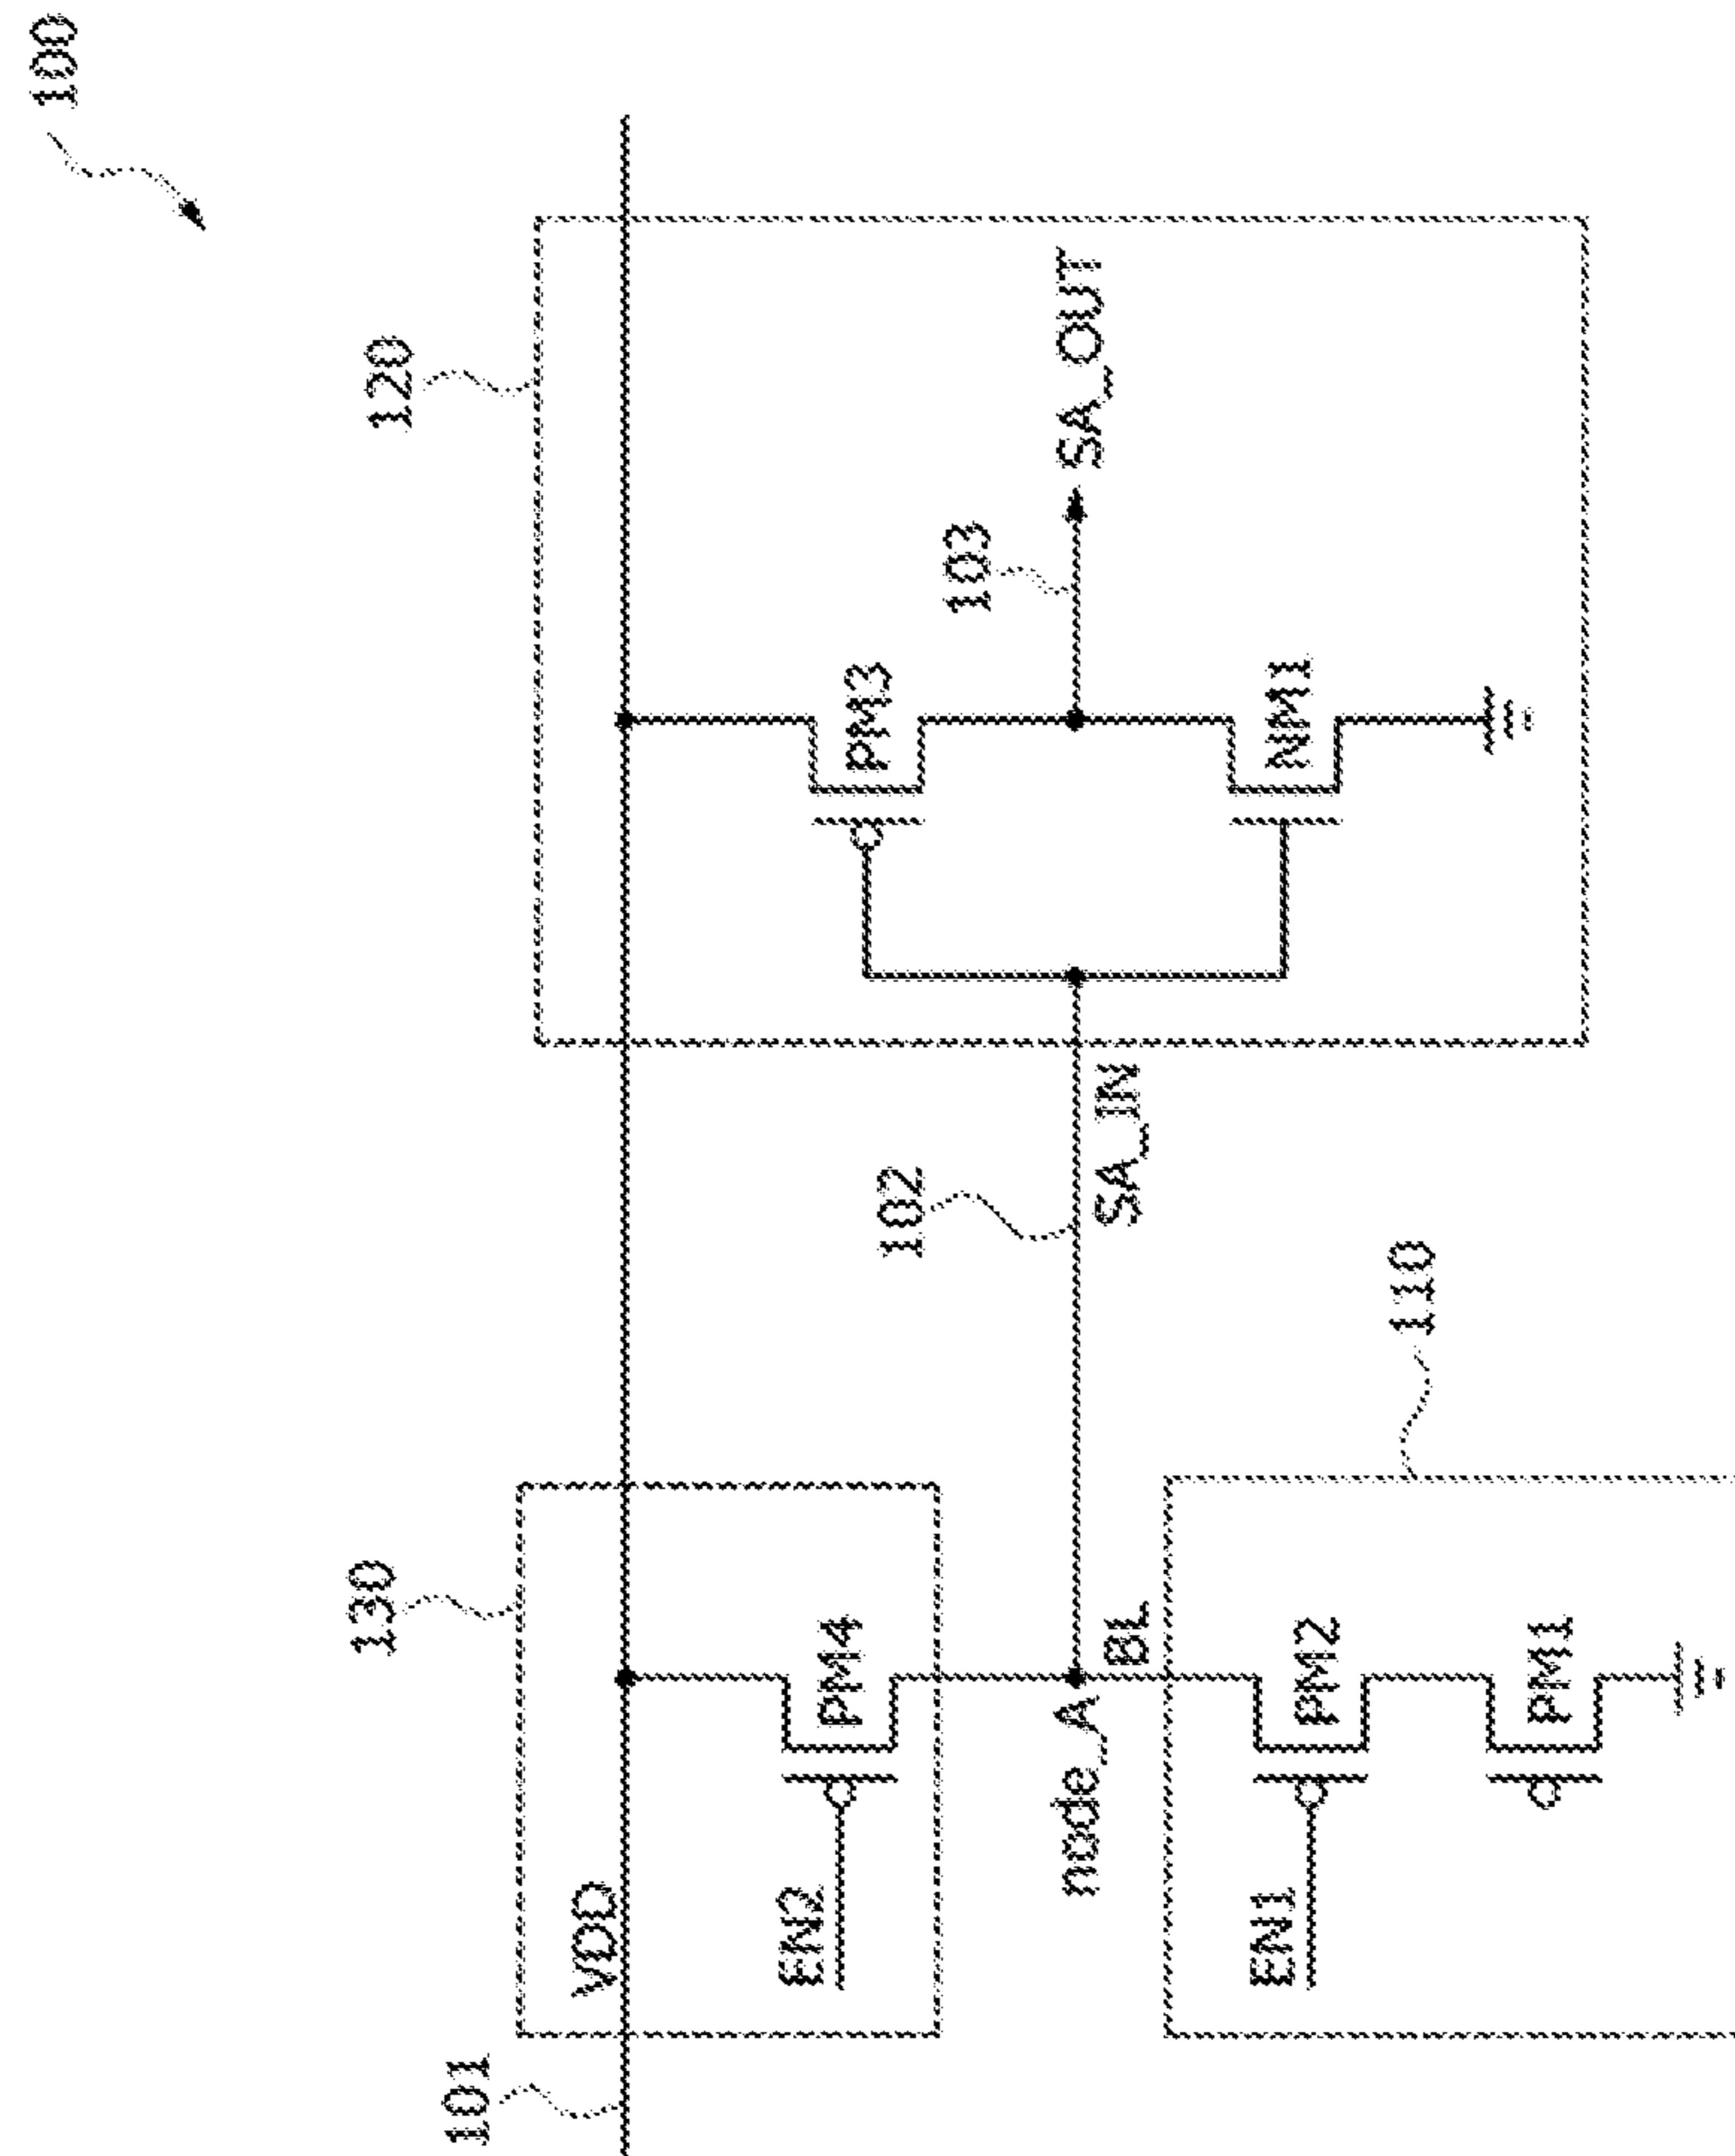 100
120
130
101
VDD
PM4
EN2
PM3
103
SA_OUT
102
SA_IN
node_A
BL
NM1
110
EN1
PM2
PM1